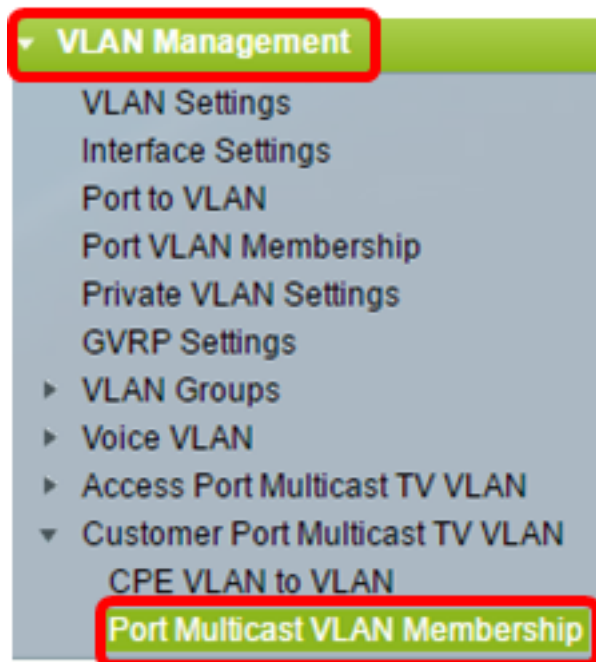 VLAN Management
VLAN Settings
Interface Settings
Port to VLAN
Port VLAN Membership
Private VLAN Settings
GVRP Settings
VLAN Groups
Voice VLAN
Access Port Multicast TV VLAN
Customer Port Multicast TV VLAN
CPE VLAN to VLAN
Port Multicast VLAN Membership